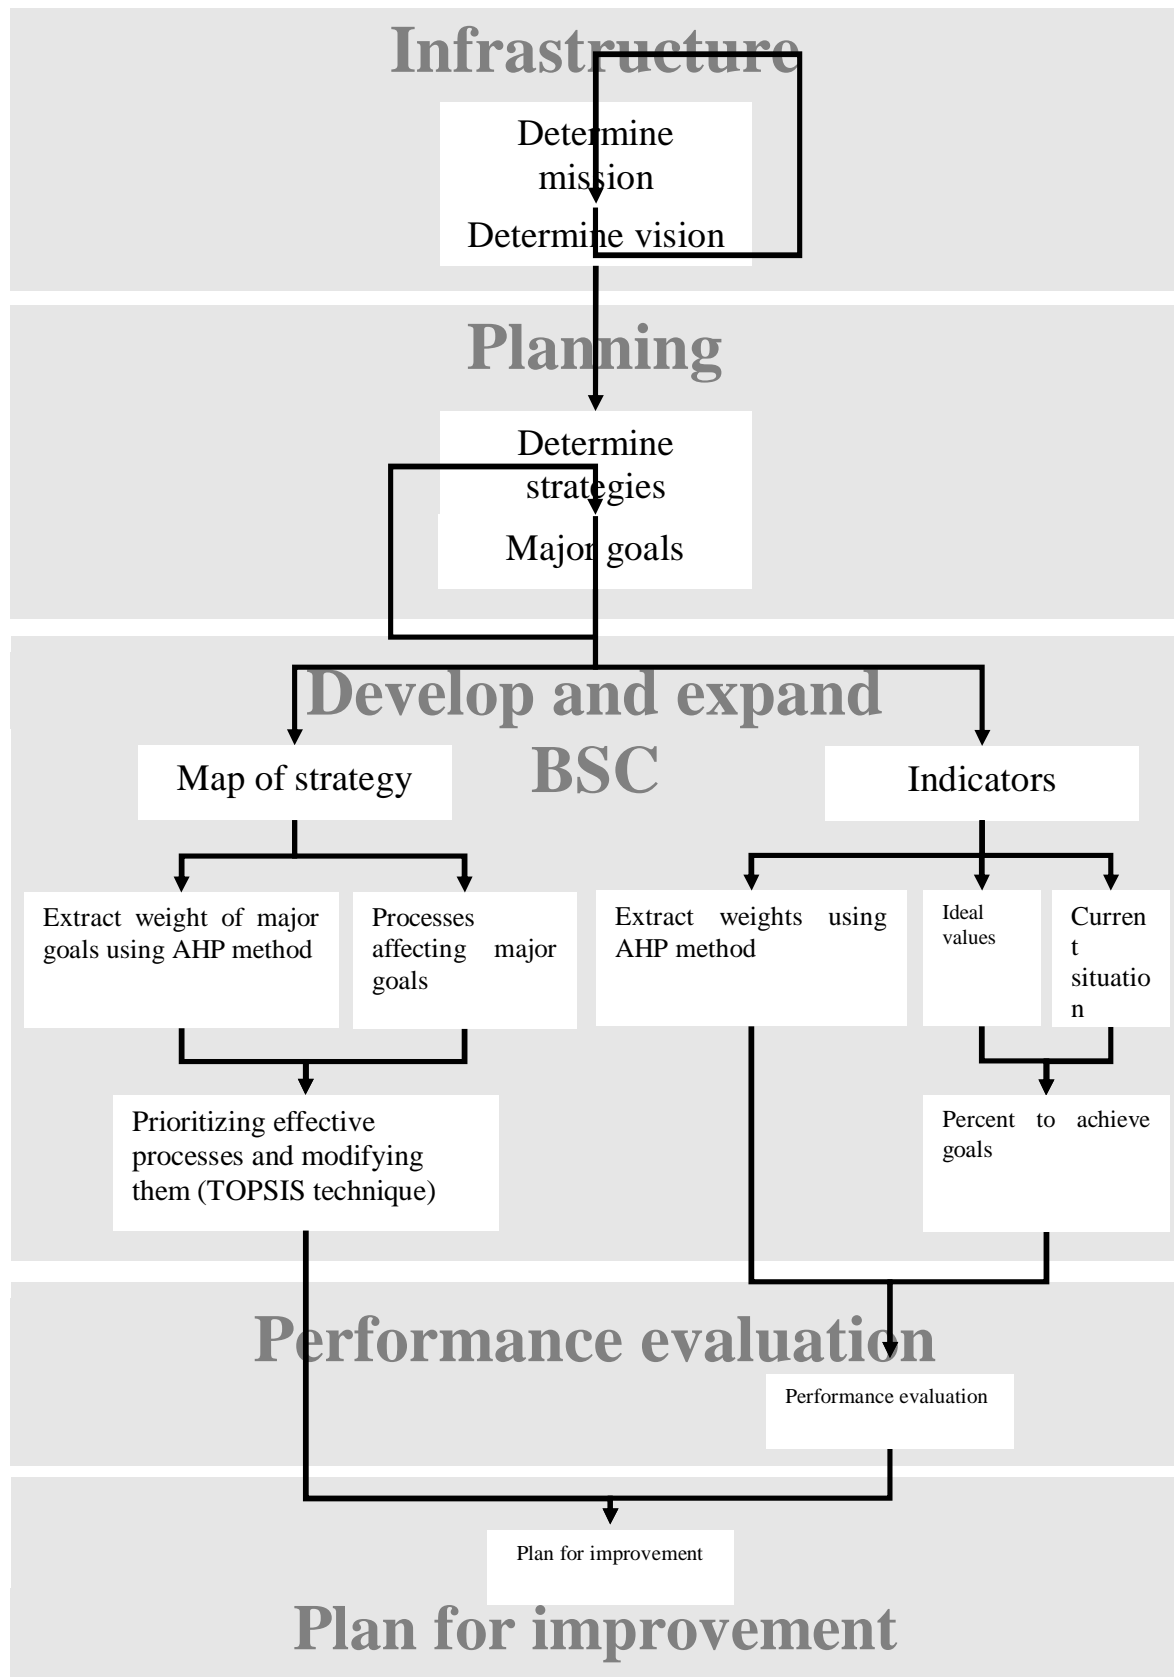 Infrastructure
Determine
mission
Determine vision
Planning
Determine
strategies
Major goals
Develop and expand
BSC
Map of strategy
Indicators
Extract weight of major
goals using AHP method
Processes
affecting major
goals
Extract weights using
AHP method
Ideal
values
Curren
t
situatio
n
Prioritizing effective
processes and modifying
them (TOPSIS technique)
Percent to achieve
goals
Performance evaluation
Performance evaluation
Plan for improvement
Plan for improvement